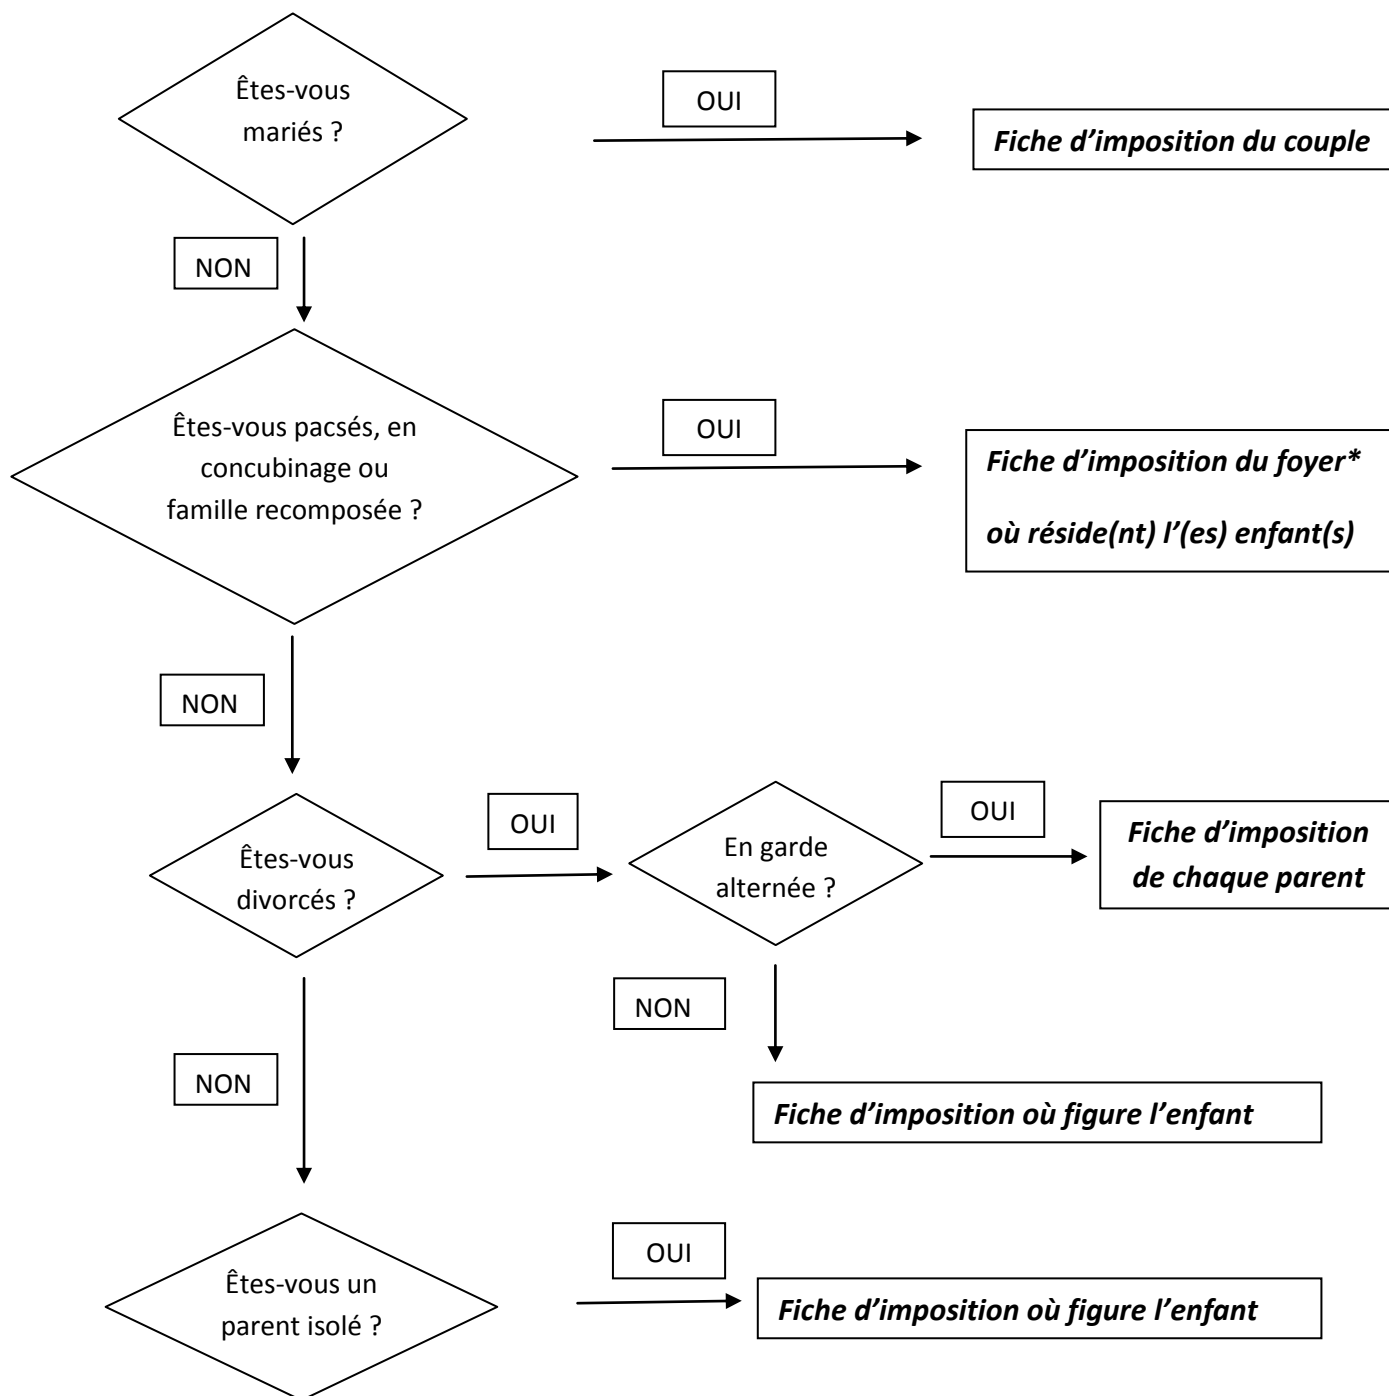 Êtes-vous
mariés ?
OUI
Fiche d’imposition du couple
NON
Êtes-vous pacsés, en
concubinage ou
famille recomposée ?
OUI
Fiche d’imposition du foyer*
où réside(nt) l’(es) enfant(s)
NON
Êtes-vous
divorcés ?
OUI
En garde
alternée ?
OUI
Fiche d’imposition
de chaque parent
NON
Fiche d’imposition où figure l’enfant
NON
Êtes-vous un
parent isolé ?
OUI
Fiche d’imposition où figure l’enfant